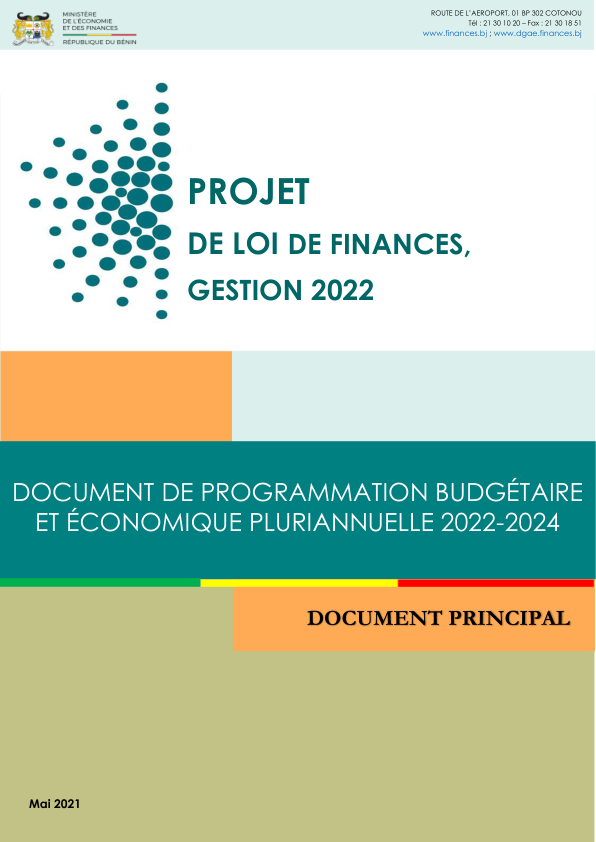 MINISTÈRE
DE L'ÉCONOMIE
ET DES FINANCES
RÉPUBLIQUE DU BÉNIN
ROUTE DE L'AEROPORT, 01 BP 302 COTONOU
Tél : 21 30 10 20 – Fax : 21 30 18 51
www.finances.bj ; www.dgae.finances.bj
PROJET
DE LOI DE FINANCES,
GESTION 2022
DOCUMENT DE PROGRAMMATION BUDGÉTAIRE
ET ÉCONOMIQUE PLURIANNUELLE 2022-2024
DOCUMENT PRINCIPAL
Mai 2021